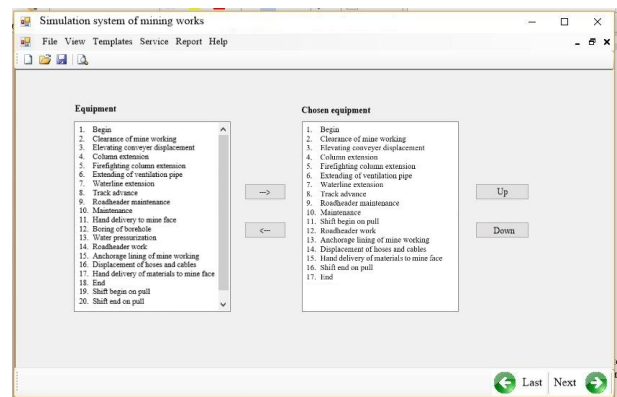 Simulation system of mining works
File View Templates Service Report Help
Equipment
1. Begin
2. Clearance of mine working
3. Elevating conveyer displacement
4. Column extension
5. Firefighting column extension
6. Extending of ventilation pipe
7. Waterline extension
8. Track advance
9. Roadheader maintenance
10. Maintenance
11. Hand delivery to mine face
12. Boring of borehole
13. Water pressurization
14. Roadheader work
15. Anchorage lining of mine working
16. Displacement of hoses and cables
17. Hand delivery of materials to mine face
18. End
19. Shift begin on pull
20. Shift end on pull
-->
<--
Chosen equipment
1. Begin
2. Clearance of mine working
3. Elevating conveyer displacement
4. Column extension
5. Firefighting column extension
6. Extending of ventilation pipe
7. Waterline extension
8. Track advance
9. Roadheader maintenance
10. Maintenance
11. Shift begin on pull
12. Roadheader work
13. Anchorage lining of mine working
14. Displacement of hoses and cables
15. Hand delivery of materials to mine face
16. Shift end on pull
17. End
Up
Down
Last Next